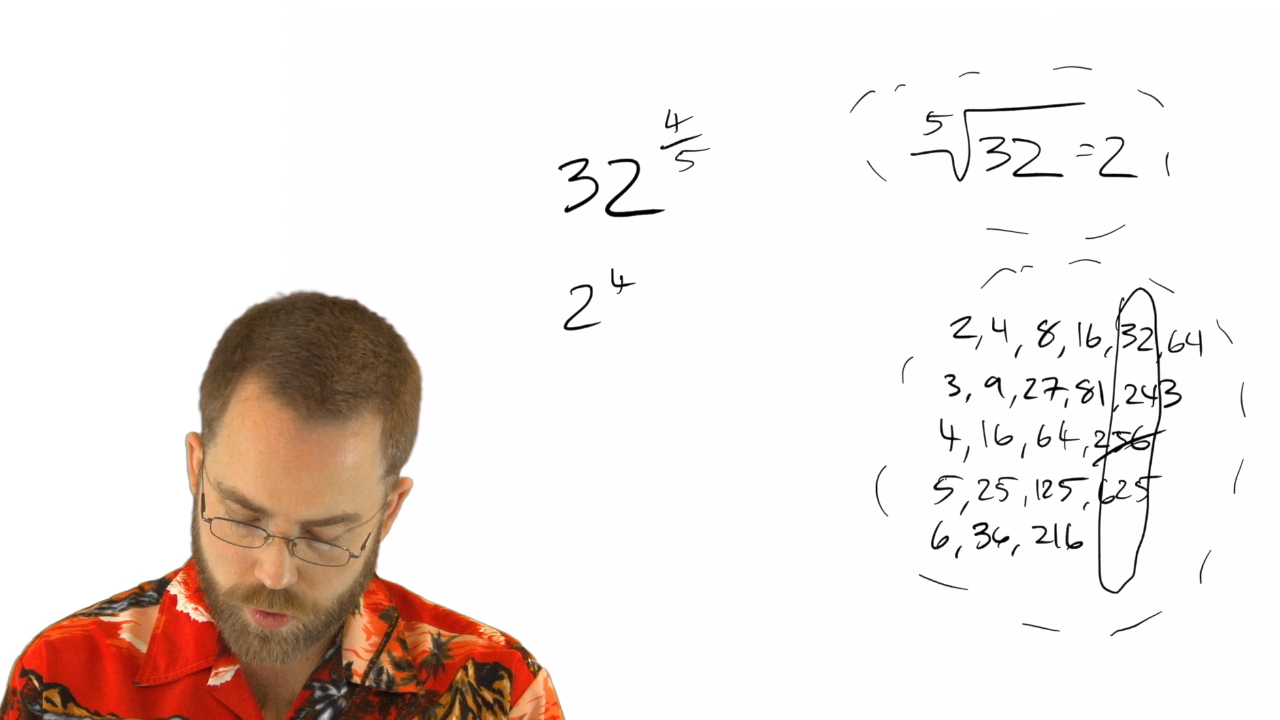 32^(4/5)
2^4
⁵√32 = 2
2, 4, 8, 16, 32, 64
3, 9, 27, 81, 243
4, 16, 64, 256
5, 25, 125, 625
6, 36, 216